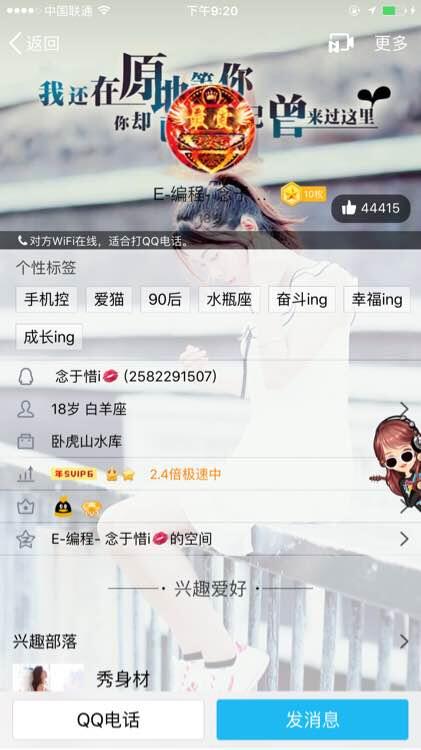 中国联通 下午9:20
返回 更多
我还在原地等你
你却 记曾来过这里
E-编程- 念于…
10枚
44415
对方WiFi在线，适合打QQ电话。
个性标签
手机控 爱猫 90后 水瓶座 奋斗ing 幸福ing
成长ing
念于惜i💋 (2582291507)
18岁 白羊座
卧虎山水库
年SVIP6 2.4倍极速中
E-编程- 念于惜i💋的空间
兴趣爱好
兴趣部落
秀身材
QQ电话 发消息